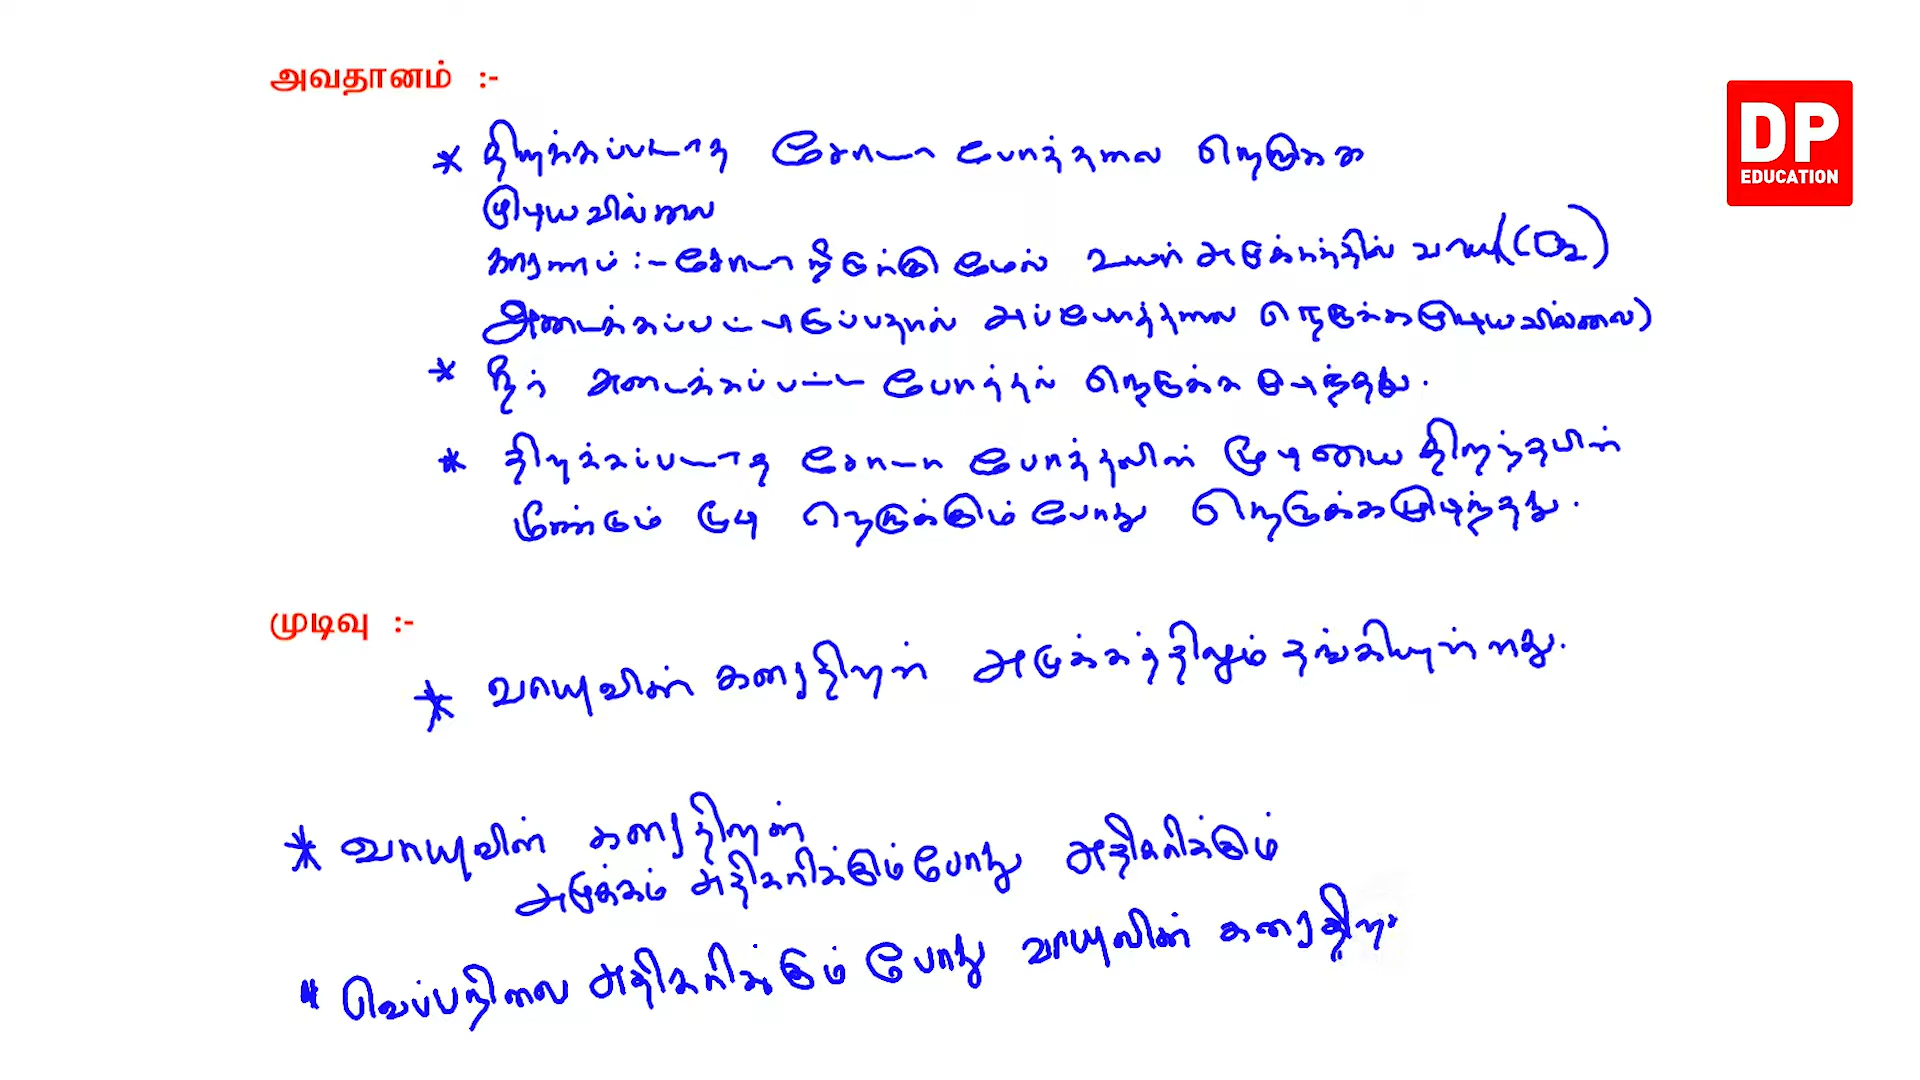 அவதானம் :-
DP
EDUCATION
* திறக்கப்படாத சோடா போத்தலை நெருக்க
முடியவில்லை
காரணம் :- சோடா நீருக்கு மேல் உயர் அமுக்கத்தில் வாயு (CO2)
அடைக்கப்பட்டிருப்பதால் அப்போத்தலை நெருக்கமுடியவில்லை)
* நீர் அடைக்கப்பட்ட போத்தல் நெருக்க முடிந்தது.
* திறக்கப்படாத சோடா போத்தலின் மூடியை திறந்தபின்
மீண்டும் மூடி நெருக்கும்போது நெருக்கமுடிந்தது.
முடிவு :-
* வாயுவின் கரைதிறன் அமுக்கத்திலும் தங்கியுள்ளது.
* வாயுவின் கரைதிறன்
அமுக்கம் அதிகரிக்கும்போது அதிகரிக்கும்
* வெப்பநிலை அதிகரிக்கும் போது வாயுவின் கரைதிற